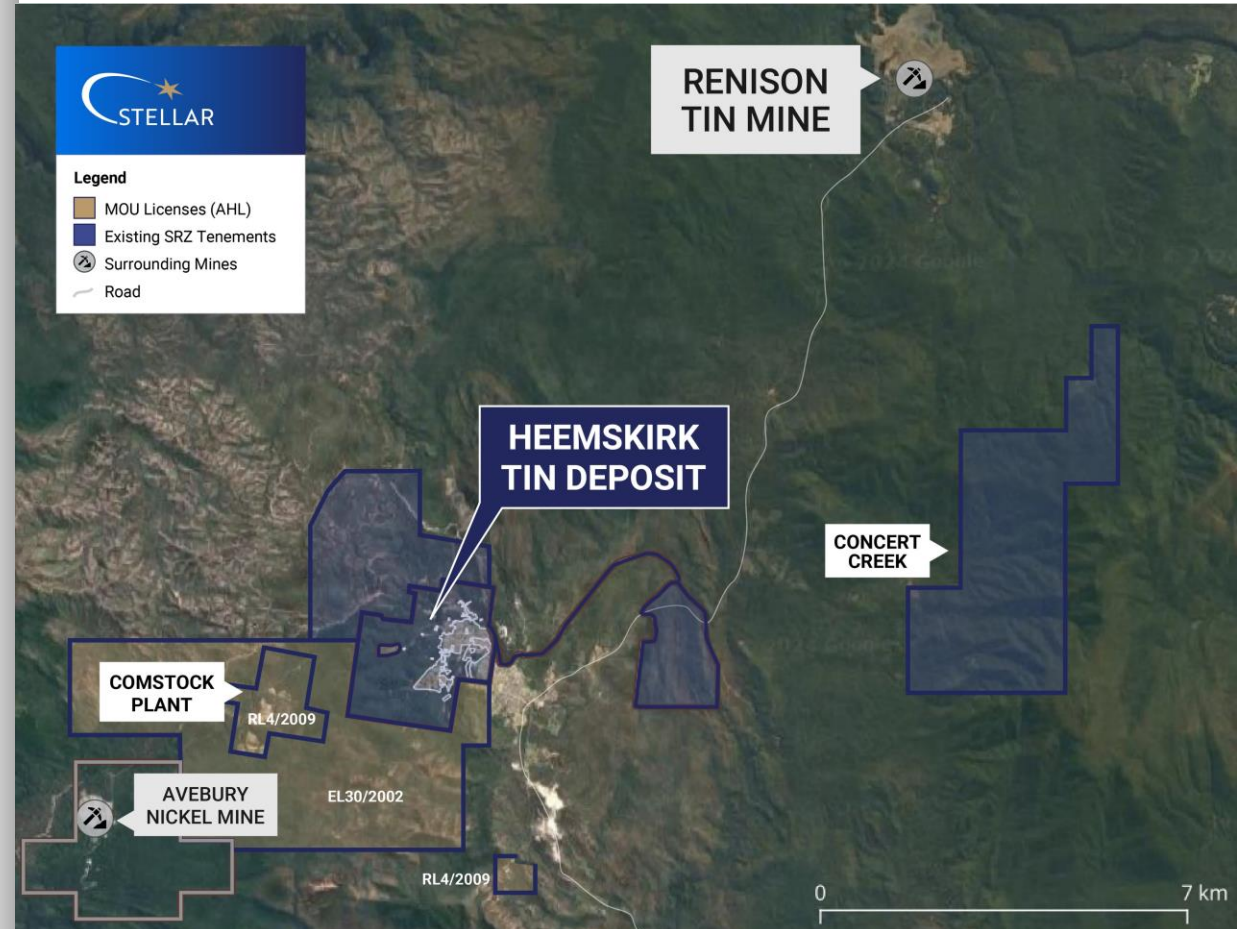 STELLAR
Legend
MOU Licenses (AHL)
Existing SRZ Tenements
Surrounding Mines
Road
RENISON
TIN MINE
HEEMSKIRK
TIN DEPOSIT
CONCERT
CREEK
COMSTOCK
PLANT
RL4/2009
AVEBURY
NICKEL MINE
EL30/2002
RL4/2009
0
7 km